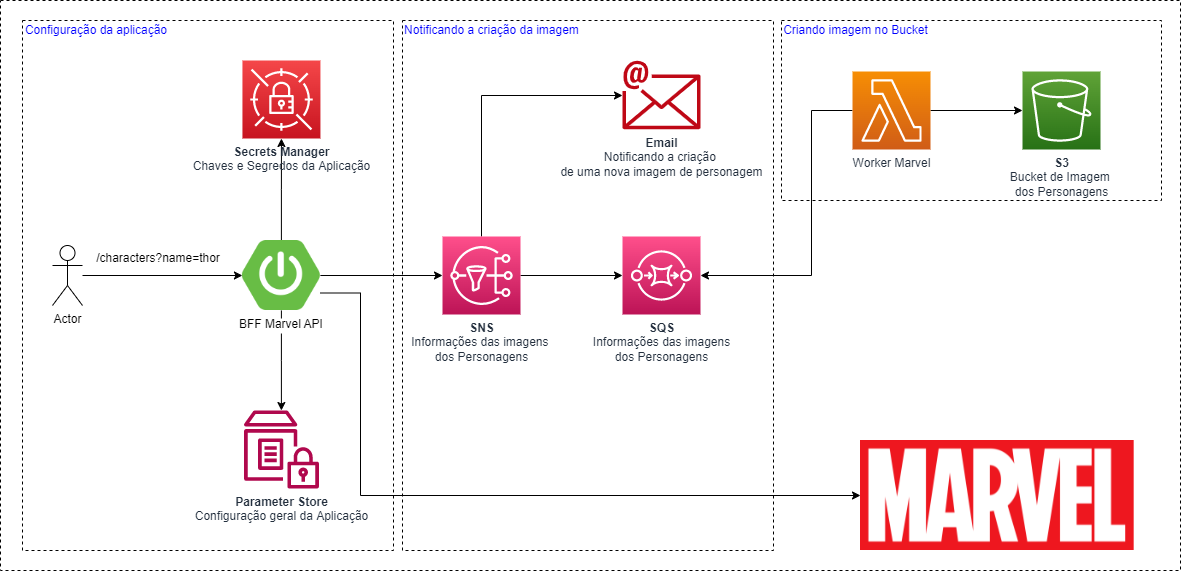 Configuração da aplicação
Secrets Manager
Chaves e Segredos da Aplicação
/characters?name=thor
Actor
BFF Marvel API
Parameter Store
Configuração geral da Aplicação
Notificando a criação da imagem
@
Email
Notificando a criação
de uma nova imagem de personagem
SNS
Informações das imagens
dos Personagens
SQS
Informações das imagens
dos Personagens
Criando imagem no Bucket
Worker Marvel
S3
Bucket de Imagem
dos Personagens
MARVEL